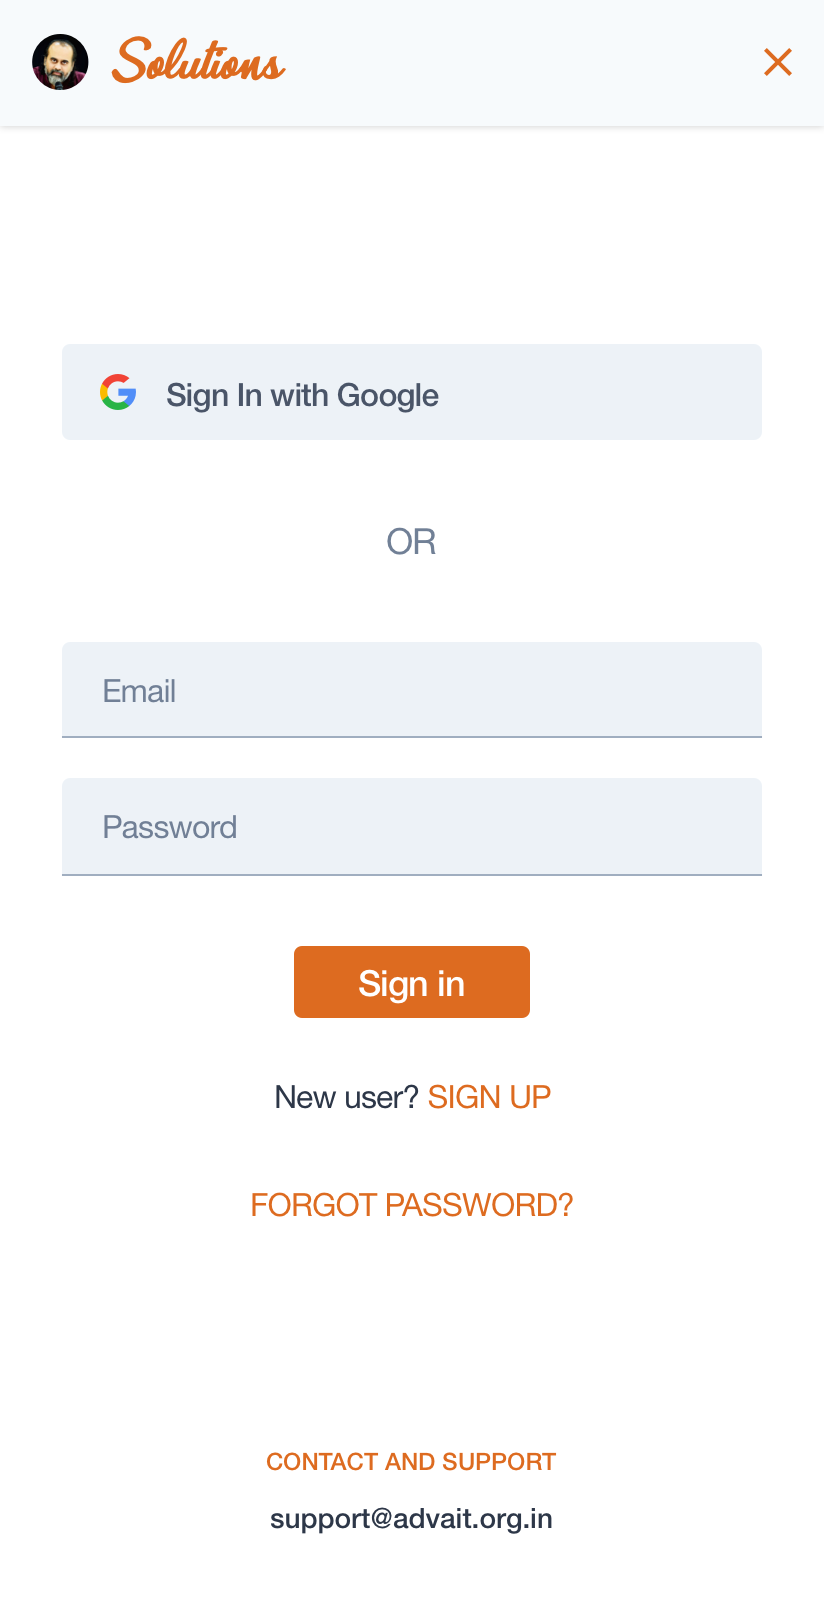 Solutions
Sign In with Google
OR
Email
Password
Sign in
New user? SIGN UP
FORGOT PASSWORD?
CONTACT AND SUPPORT
support@advait.org.in